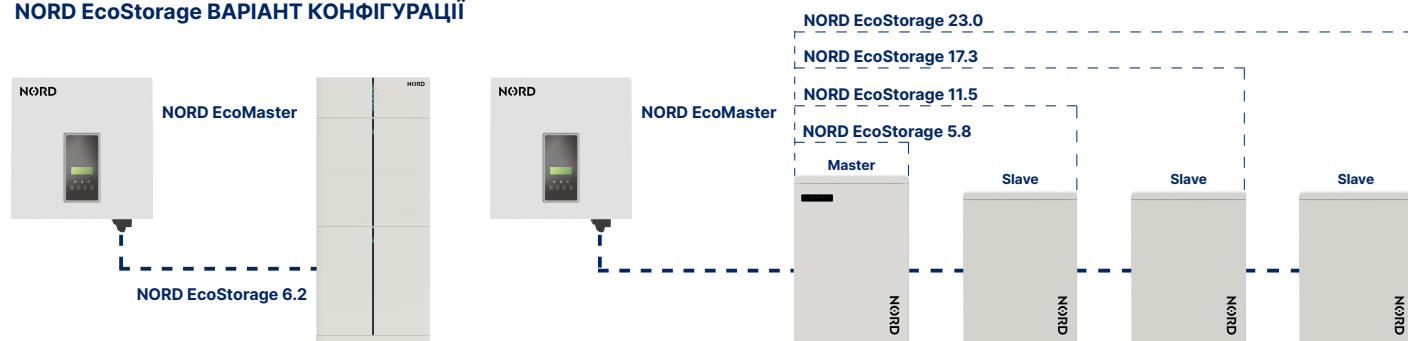 NORD EcoStorage ВАРІАНТ КОНФІГУРАЦІЇ
NORD
NORD EcoMaster
NORD
NORD EcoStorage 6.2
NORD
NORD EcoMaster
NORD EcoStorage 23.0
NORD EcoStorage 17.3
NORD EcoStorage 11.5
NORD EcoStorage 5.8
Master
Slave
Slave
Slave
NORD
NORD
NORD
NORD